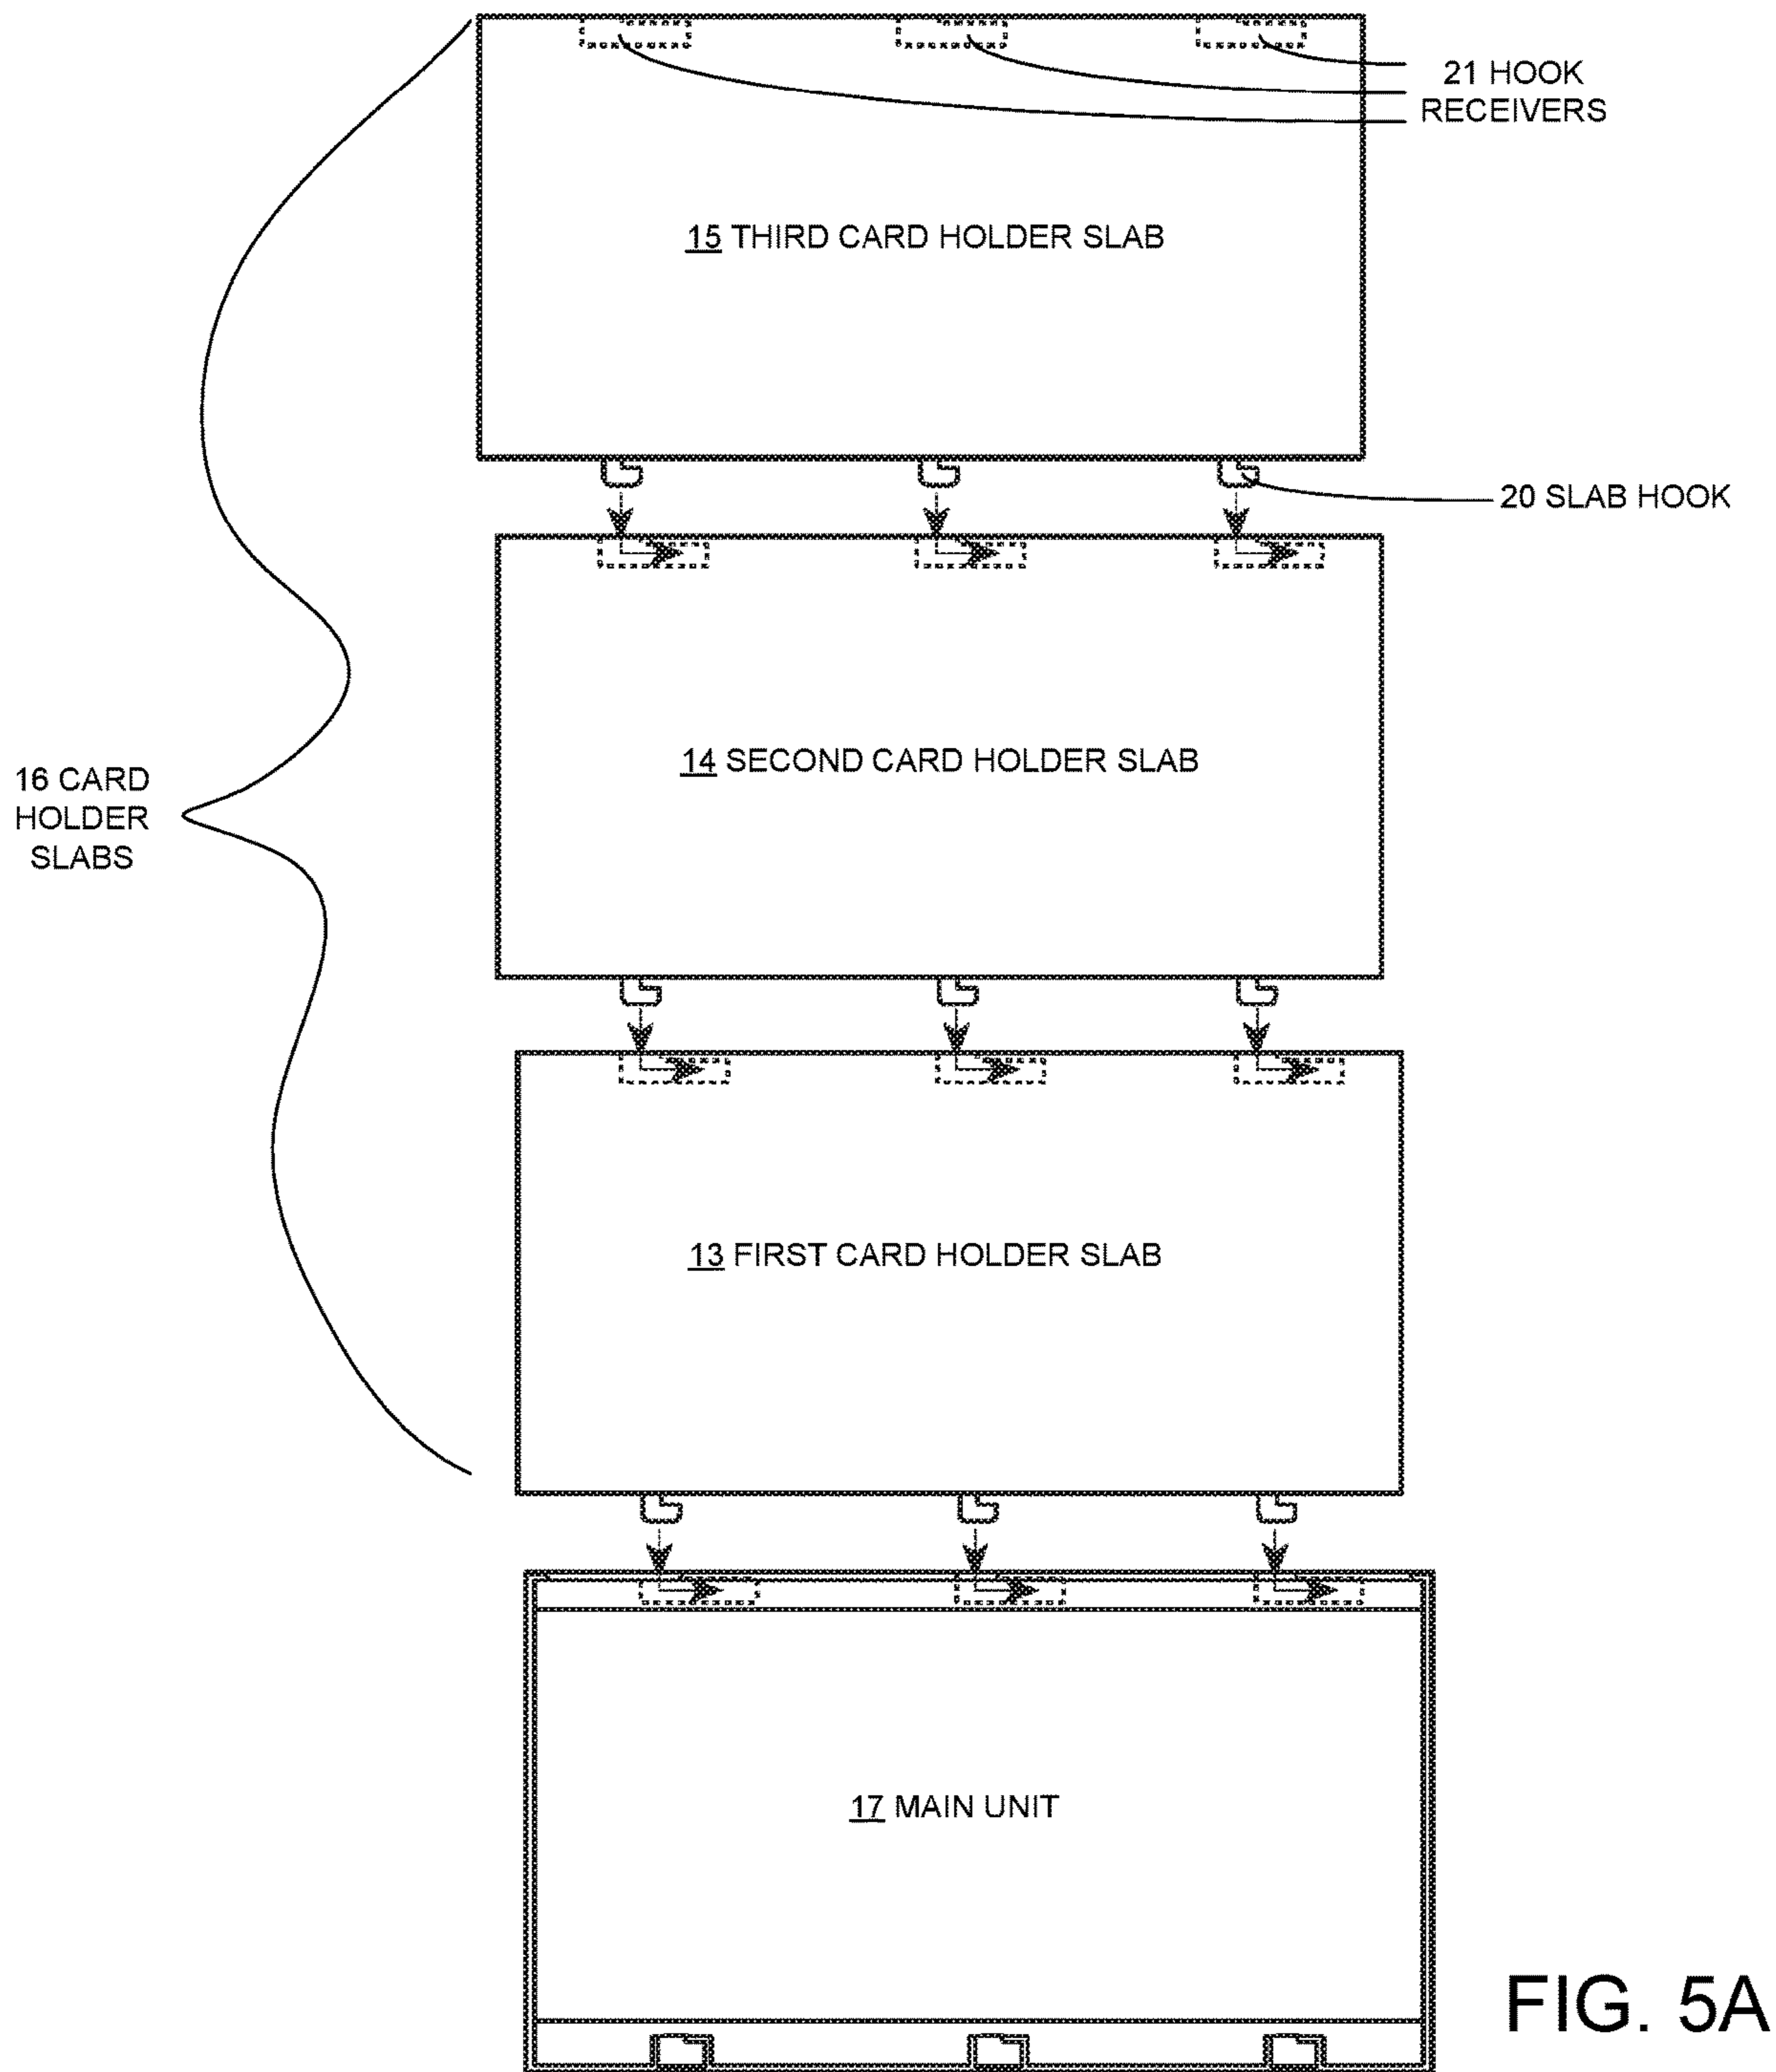 21 HOOK
RECEIVERS
15 THIRD CARD HOLDER SLAB
20 SLAB HOOK
14 SECOND CARD HOLDER SLAB
16 CARD
HOLDER
SLABS
13 FIRST CARD HOLDER SLAB
17 MAIN UNIT
FIG. 5A